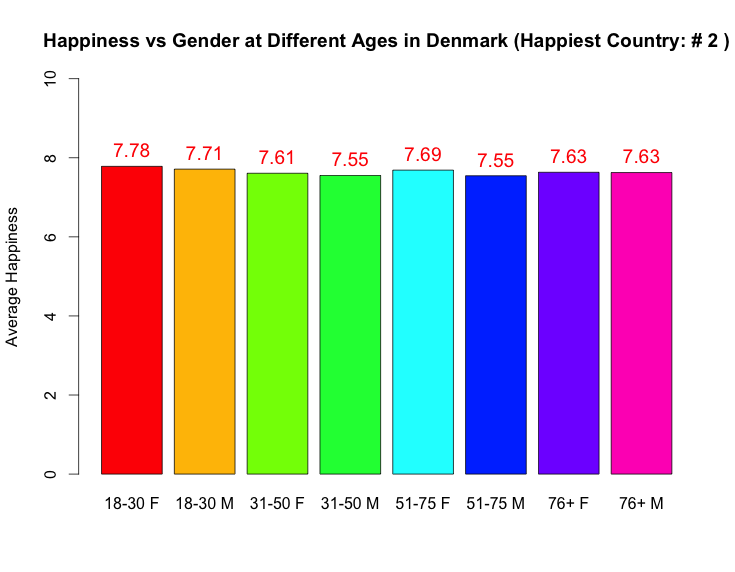 Happiness vs Gender at Different Ages in Denmark (Happiest Country: # 2 )
Average Happiness
10
8
6
4
2
0
7.78 7.71 7.61 7.55 7.69 7.55 7.63 7.63
18-30 F 18-30 M 31-50 F 31-50 M 51-75 F 51-75 M 76+ F 76+ M